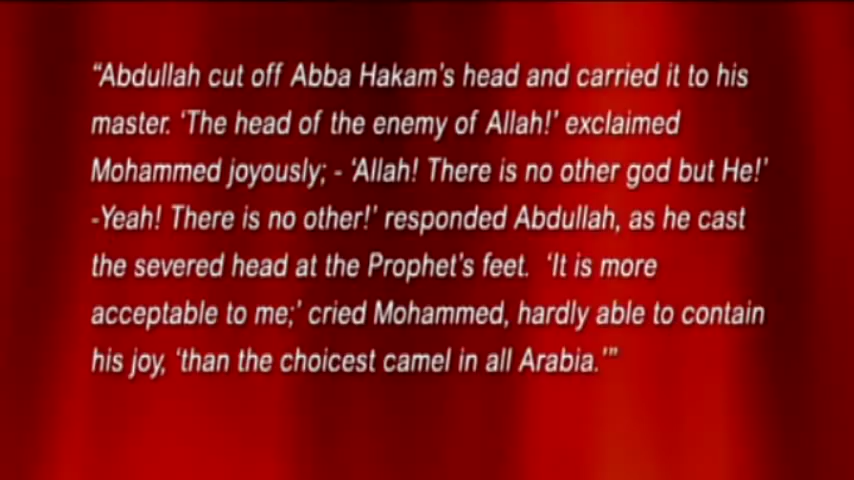 “Abdullah cut off Abba Hakam’s head and carried it to his
master. ‘The head of the enemy of Allah!’ exclaimed
Mohammed joyously; - ‘Allah! There is no other god but He!’
-Yeah! There is no other!’ responded Abdullah, as he cast
the severed head at the Prophet’s feet.  ‘It is more
acceptable to me;’ cried Mohammed, hardly able to contain
his joy, ‘than the choicest camel in all Arabia.’”